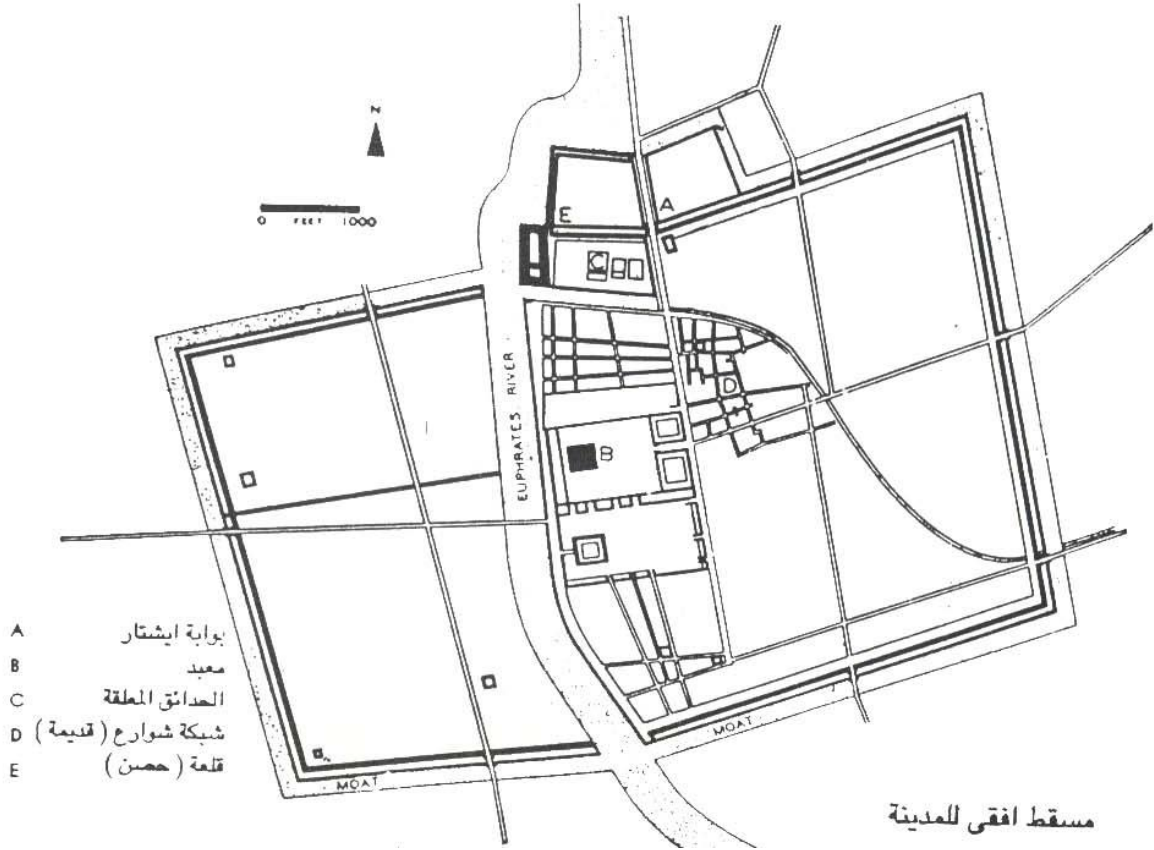 N
0 FEET 1000
E
A
C
EUPHRATES RIVER
D
B
MOAT
MOAT
A بوابة ايشتار
B معبد
C الحدائق المعلقة
D شبكة شوارع ( قديمة )
E قلعة ( حصن )
مسقط افقى للمدينة